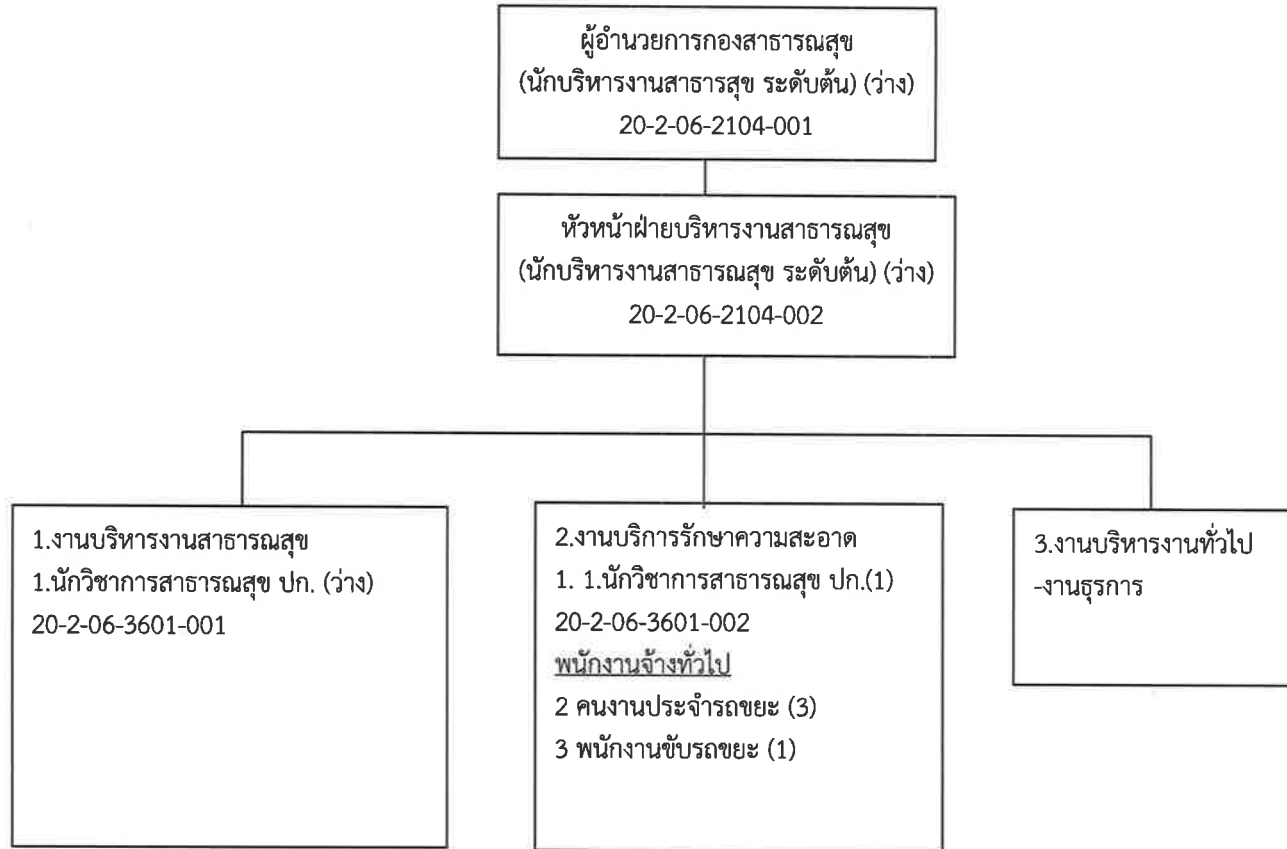 ผู้อำนวยการกองสาธารณสุข
(นักบริหารงานสาธารสุข ระดับต้น) (ว่าง)
20-2-06-2104-001
หัวหน้าฝ่ายบริหารงานสาธารณสุข
(นักบริหารงานสาธารณสุข ระดับต้น) (ว่าง)
20-2-06-2104-002
1.งานบริหารงานสาธารณสุข
1.นักวิชาการสาธารณสุข ปก. (ว่าง)
20-2-06-3601-001
2.งานบริการรักษาความสะอาด
1. 1.นักวิชาการสาธารณสุข ปก.(1)
20-2-06-3601-002
พนักงานจ้างทั่วไป
2 คนงานประจำรถขยะ (3)
3 พนักงานขับรถขยะ (1)
3.งานบริหารงานทั่วไป
-งานธุรการ